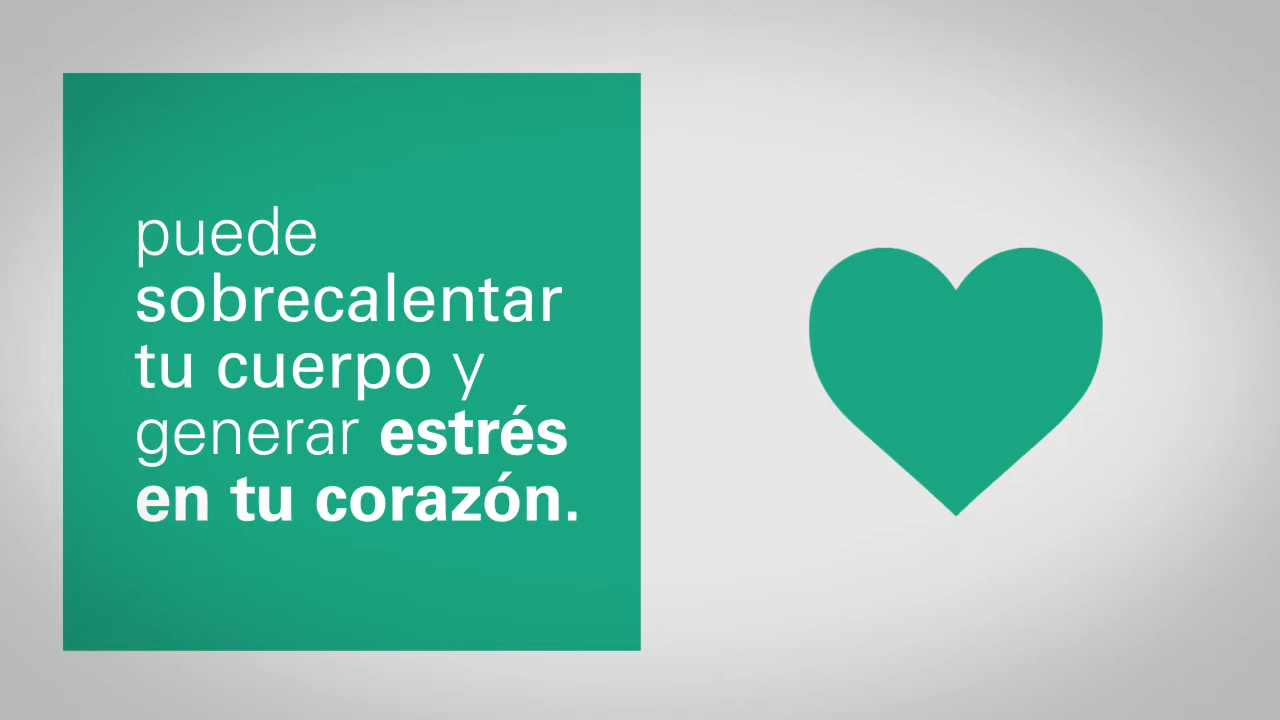 puede
sobrecalentar
tu cuerpo y
generar estrés
en tu corazón.